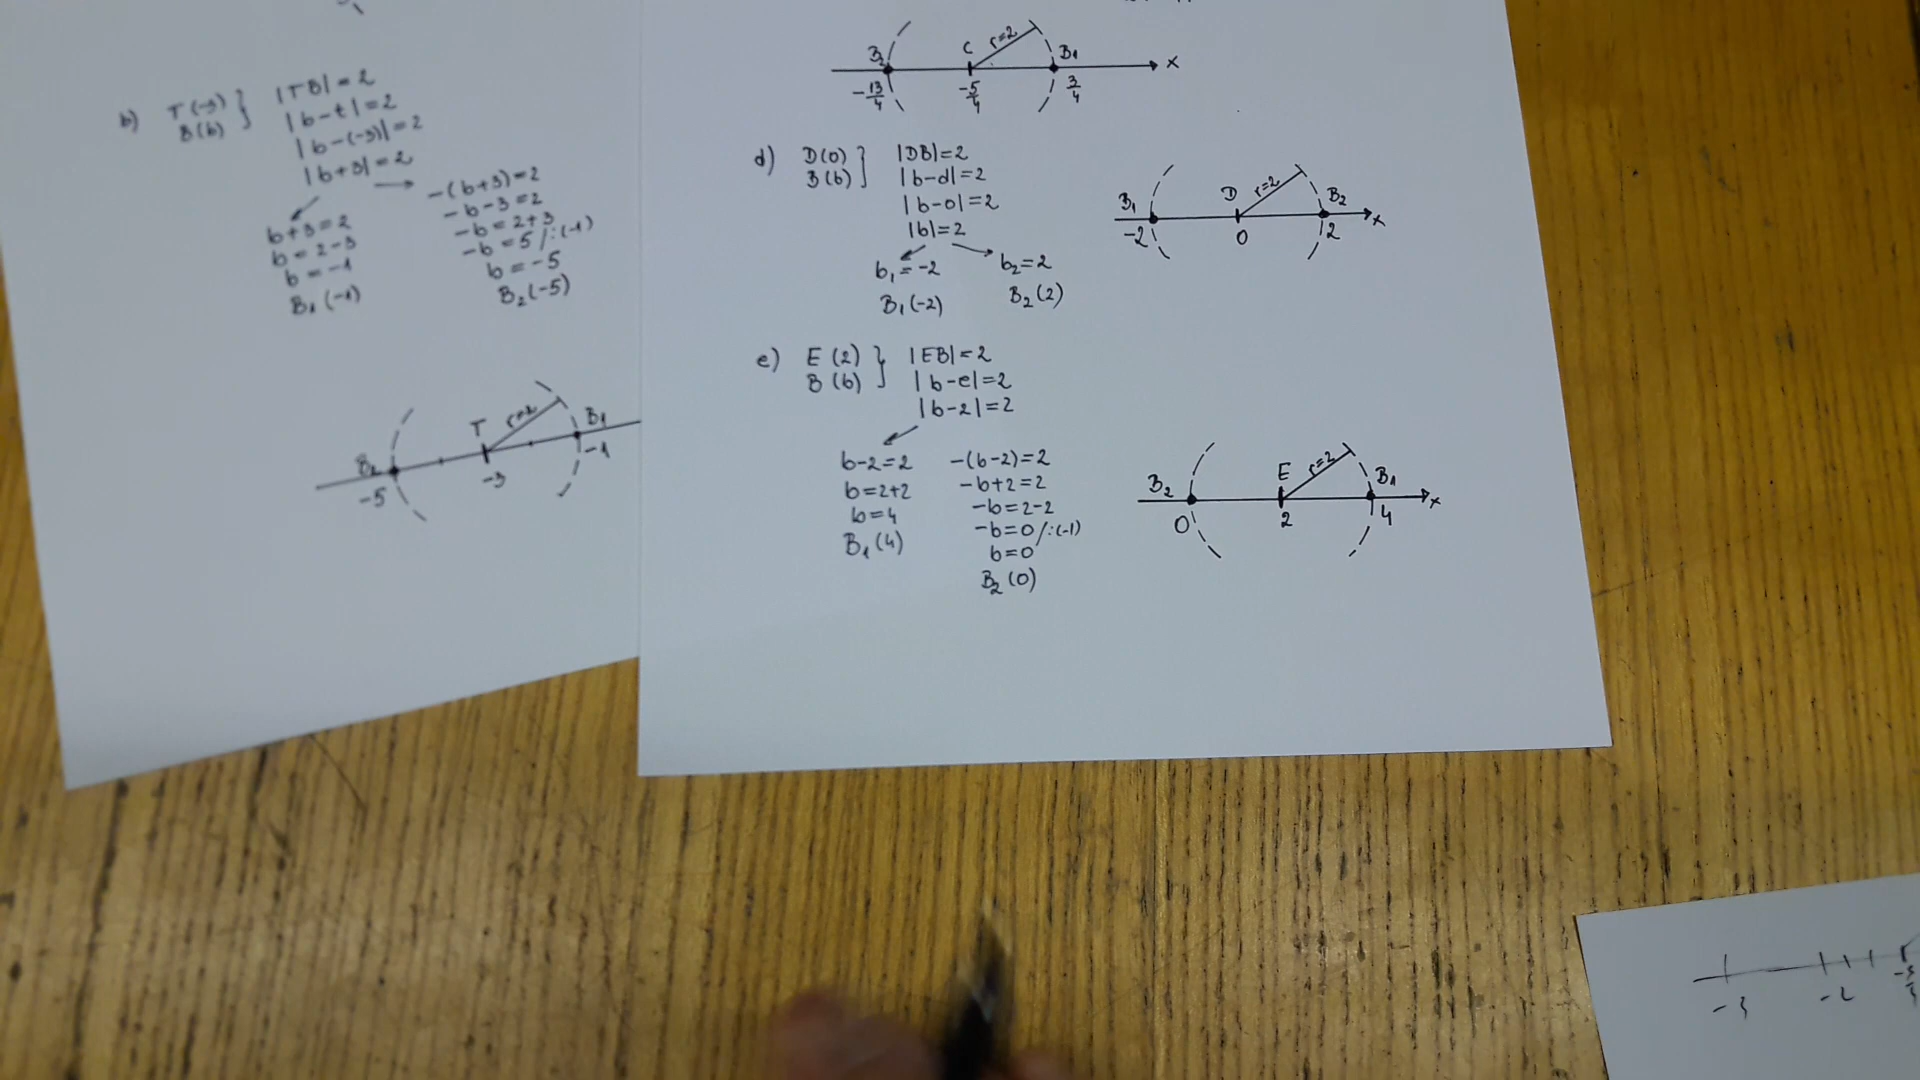 b) T(-3) } |TB|=2
B(b) |b-t|=2
|b-(-3)|=2
|b+3|=2
b+3=2
b=2-3
b=-1
B₁(-1)
-(b+3)=2
-b-3=2
-b=2+3
-b=5 /:(-1)
b=-5
B₂(-5)
B₂ T r=2 B₁
-5 -3 -1
B₂ C r=2 B₁ x
-13/4 -5/4 3/4
d) D(0) } |DB|=2
B(b) |b-d|=2
|b-0|=2
|b|=2
b₁=-2 b₂=2
B₁(-2) B₂(2)
B₁ D r=2 B₂ x
-2 0 2
e) E(2) } |EB|=2
B(b) |b-e|=2
|b-2|=2
b-2=2
b=2+2
b=4
B₁(4)
-(b-2)=2
-b+2=2
-b=2-2
-b=0 /:(-1)
b=0
B₂(0)
B₂ E r=2 B₁ x
0 2 4
-3 -2